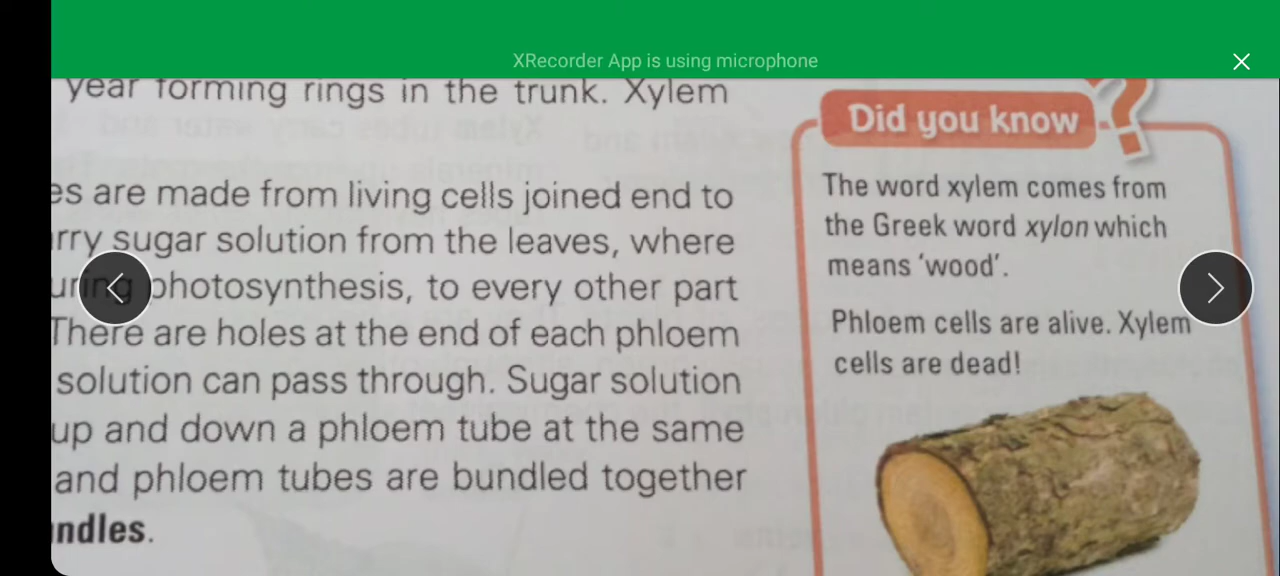 XRecorder App is using microphone
year forming rings in the trunk. Xylem
are made from living cells joined end to
sugar solution from the leaves, where
photosynthesis, to every other part
There are holes at the end of each phloem
solution can pass through. Sugar solution
up and down a phloem tube at the same
and phloem tubes are bundled together
Did you know ?
The word xylem comes from
the Greek word xylon which
means 'wood'.
Phloem cells are alive. Xylem
cells are dead!